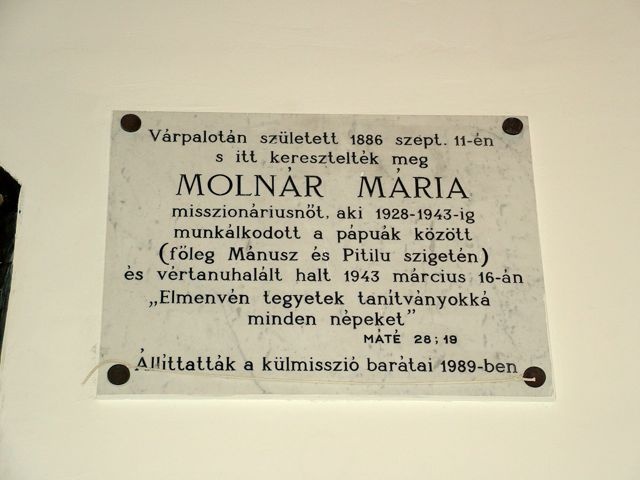 Várpalotán született 1886 szept. 11-én
s itt keresztelték meg
MOLNÁR MÁRIA
misszionáriusnőt, aki 1928-1943-ig
munkálkodott a pápuák között
(főleg Mánusz és Pitilu szigetén)
és vértanuhalált halt 1943 március 16-án
„Elmenvén tegyetek tanítványokká
minden népeket”
MÁTÉ 28;19
Állíttatták a külmisszió barátai 1989-ben